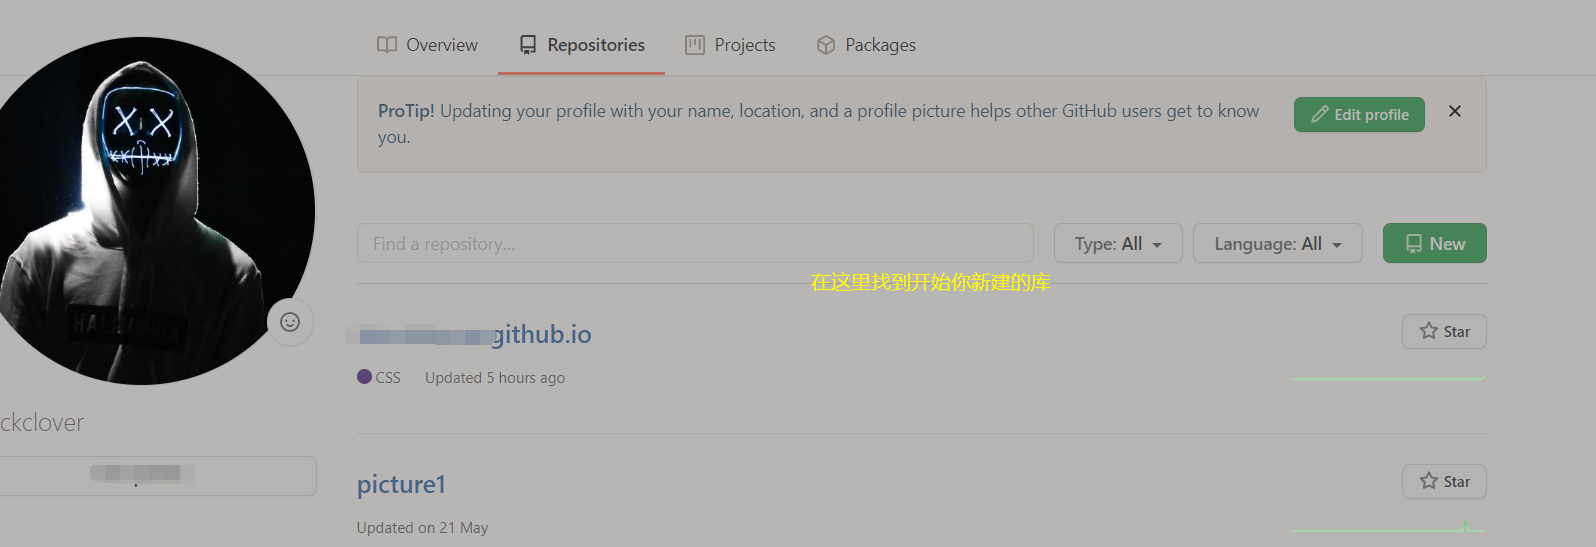 Overview
Repositories
Projects
Packages
ProTip! Updating your profile with your name, location, and a profile picture helps other GitHub users get to know
you.
Edit profile
Find a repository...
Type: All
Language: All
New
在这里找到开始你新建的库
github.io
Star
CSS
Updated 5 hours ago
ckclover
picture1
Star
Updated on 21 May